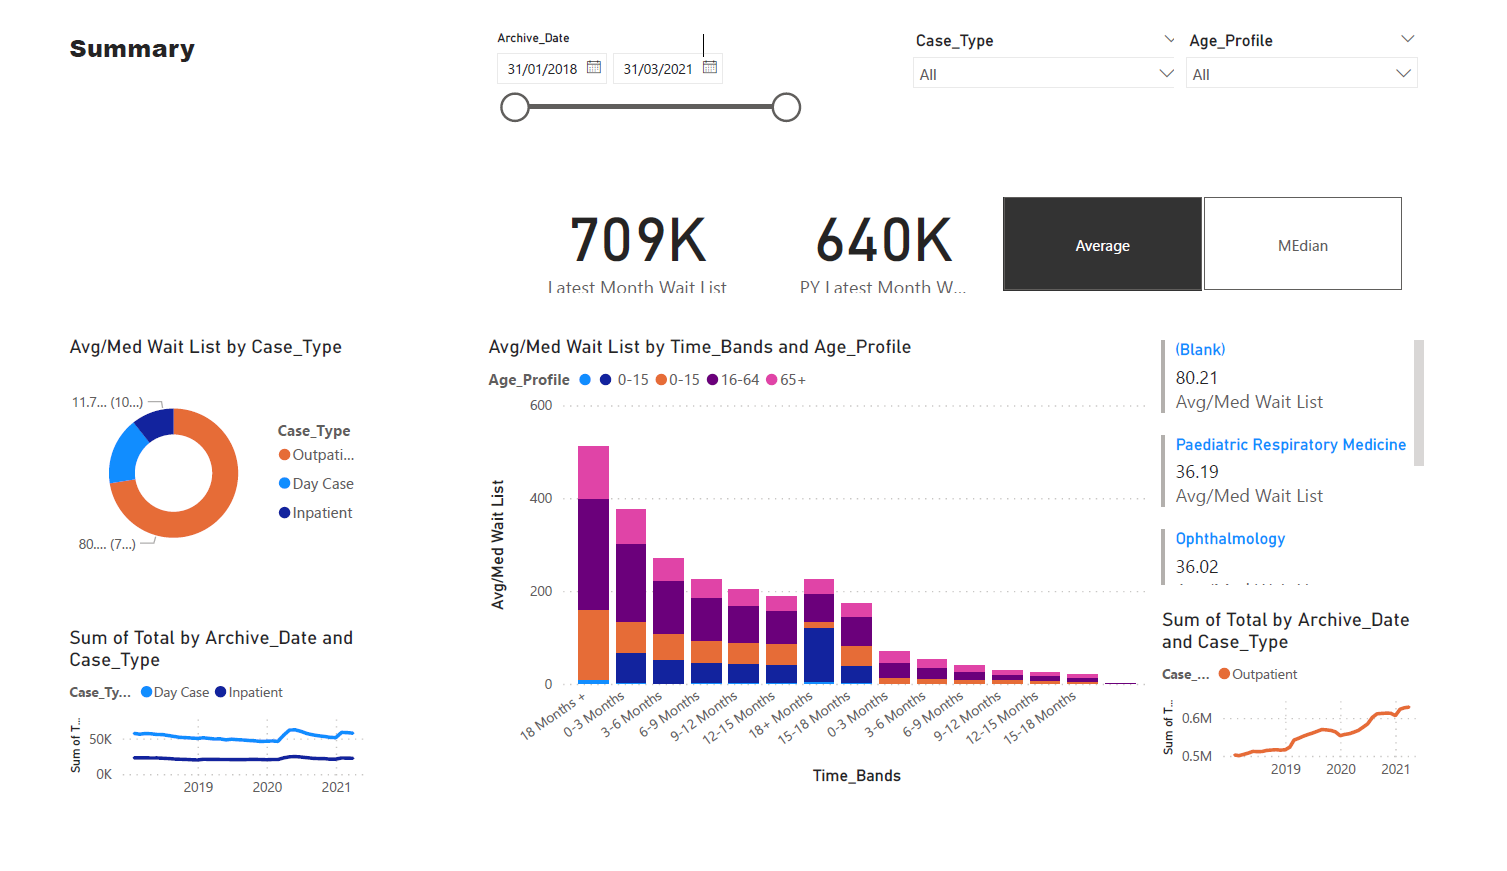 Summary
Archive_Date
31/01/2018
31/03/2021
Case_Type
All
Age_Profile
All
709K
Latest Month Wait List
640K
PY Latest Month W...
Average
MEdian
Avg/Med Wait List by Case_Type
11.7... (10...)
80.... (7...)
Case_Type
Outpati...
Day Case
Inpatient
Avg/Med Wait List by Time_Bands and Age_Profile
Age_Profile 0-15 0-15 16-64 65+
Avg/Med Wait List
600
400
200
0
18 Months +
0-3 Months
3-6 Months
6-9 Months
9-12 Months
12-15 Months
18+ Months
15-18 Months
0-3 Months
3-6 Months
6-9 Months
9-12 Months
12-15 Months
15-18 Months
Time_Bands
(Blank)
80.21
Avg/Med Wait List
Paediatric Respiratory Medicine
36.19
Avg/Med Wait List
Ophthalmology
36.02
Sum of Total by Archive_Date and
Case_Type
Case_Ty... Day Case Inpatient
Sum of T...
50K
0K
2019
2020
2021
Sum of Total by Archive_Date
and Case_Type
Case_... Outpatient
Sum of T...
0.6M
0.5M
2019
2020
2021